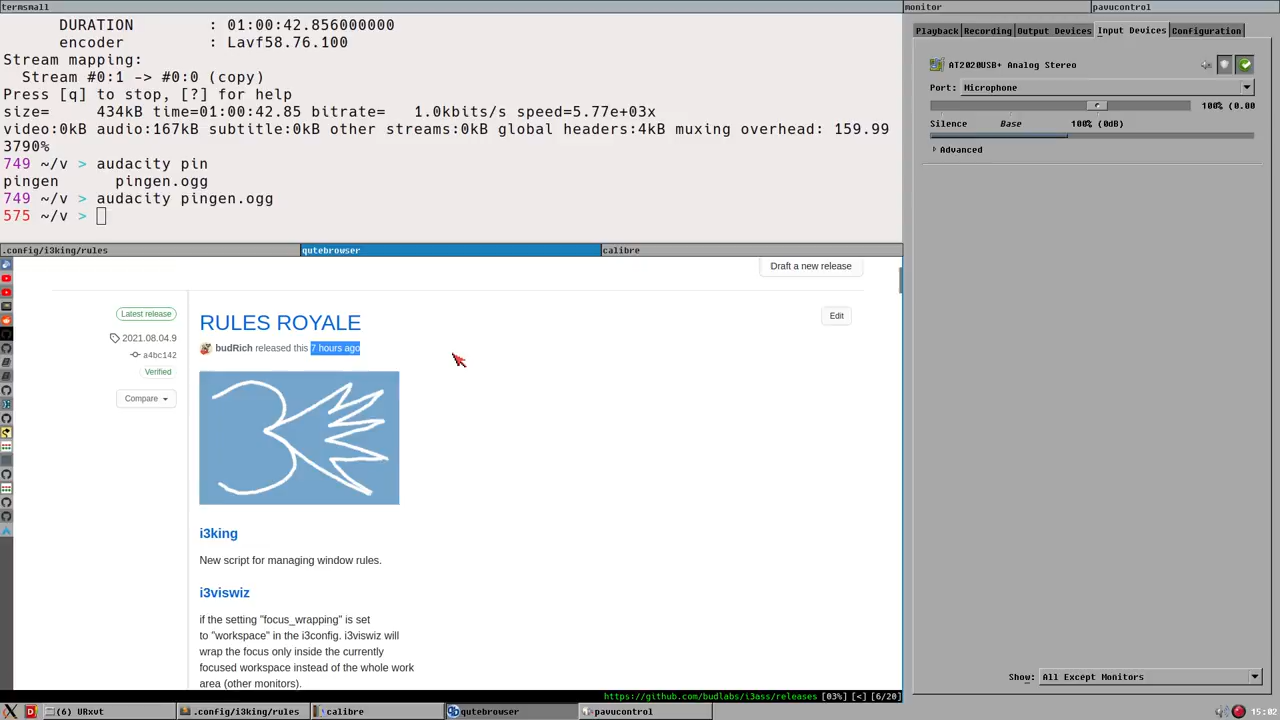 termsmall
DURATION : 01:00:42.856000000
encoder : Lavf58.76.100
Stream mapping:
Stream #0:1 -> #0:0 (copy)
Press [q] to stop, [?] for help
size= 434kB time=01:00:42.85 bitrate= 1.0kbits/s speed=5.77e+03x
video:0kB audio:167kB subtitle:0kB other streams:0kB global headers:4kB muxing overhead: 159.99
3790%
749 ~/v > audacity pin
pingen pingen.ogg
749 ~/v > audacity pingen.ogg
575 ~/v >
.config/i3king/rules
qutebrowser
calibre
Draft a new release
Latest release
2021.08.04.9
a4bc142
Verified
Compare
RULES ROYALE
Edit
budRich released this 7 hours ago
i3king
New script for managing window rules.
i3viswiz
if the setting "focus_wrapping" is set
to "workspace" in the i3config. i3viswiz will
wrap the focus only inside the currently
focused workspace instead of the whole work
area (other monitors).
https://github.com/budlabs/i3ass/releases [03%] [<] [6/20]
monitor
pavucontrol
Playback Recording Output Devices Input Devices Configuration
AT2020USB+ Analog Stereo
Port: Microphone
100% (0.00
Silence Base 100% (0dB)
Advanced
Show: All Except Monitors
(6) URxvt
.config/i3king/rules
calibre
qutebrowser
pavucontrol
15:02